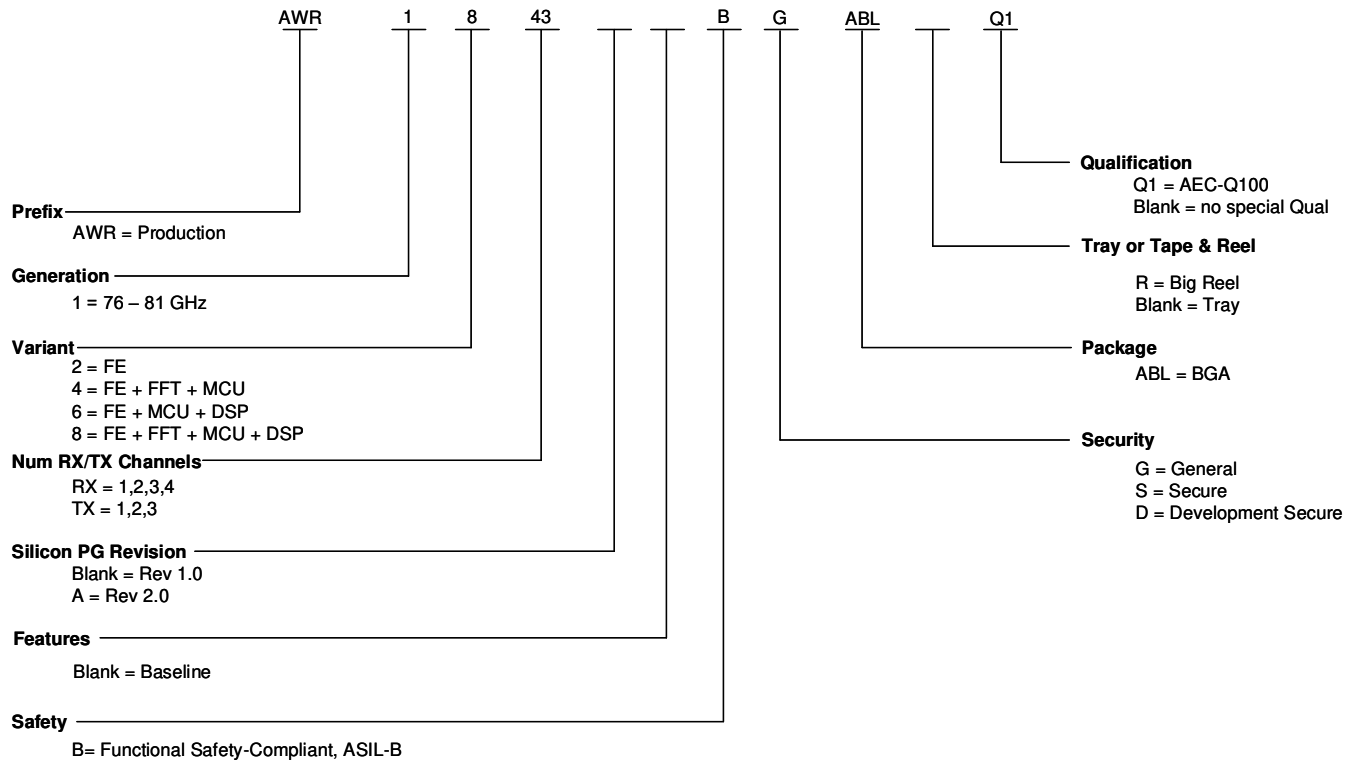 AWR 1 8 43 B G ABL Q1
Prefix
AWR = Production
Generation
1 = 76 – 81 GHz
Variant
2 = FE
4 = FE + FFT + MCU
6 = FE + MCU + DSP
8 = FE + FFT + MCU + DSP
Num RX/TX Channels
RX = 1,2,3,4
TX = 1,2,3
Silicon PG Revision
Blank = Rev 1.0
A = Rev 2.0
Features
Blank = Baseline
Safety
B= Functional Safety-Compliant, ASIL-B
Qualification
Q1 = AEC-Q100
Blank = no special Qual
Tray or Tape & Reel
R = Big Reel
Blank = Tray
Package
ABL = BGA
Security
G = General
S = Secure
D = Development Secure